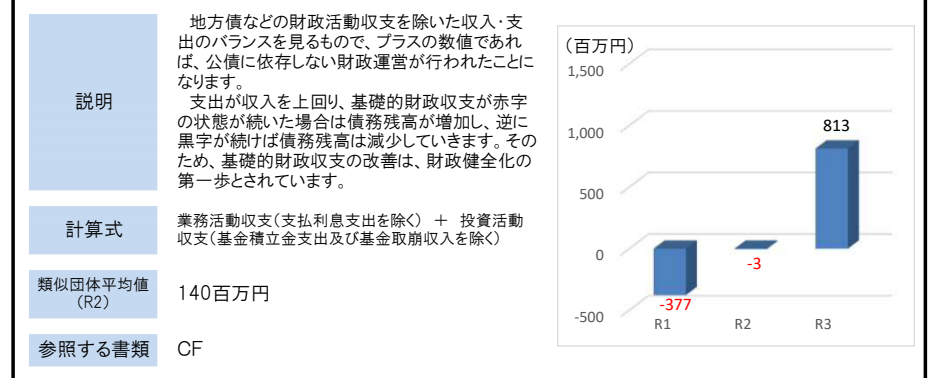 説明
地方債などの財政活動収支を除いた収入・支
出のバランスを見るもので、プラスの数値であれ
ば、公債に依存しない財政運営が行われたことに
なります。
支出が収入を上回り、基礎的財政収支が赤字
の状態が続いた場合は債務残高が増加し、逆に
黒字が続けば債務残高は減少していきます。その
ため、基礎的財政収支の改善は、財政健全化の
第一歩とされています。
計算式
業務活動収支(支払利息支出を除く) + 投資活動
収支(基金積立金支出及び基金取崩収入を除く)
類似団体平均値
(R2)
140百万円
参照する書類
CF
(百万円)
1,500
1,000
500
0
-500
-377
-3
813
R1
R2
R3